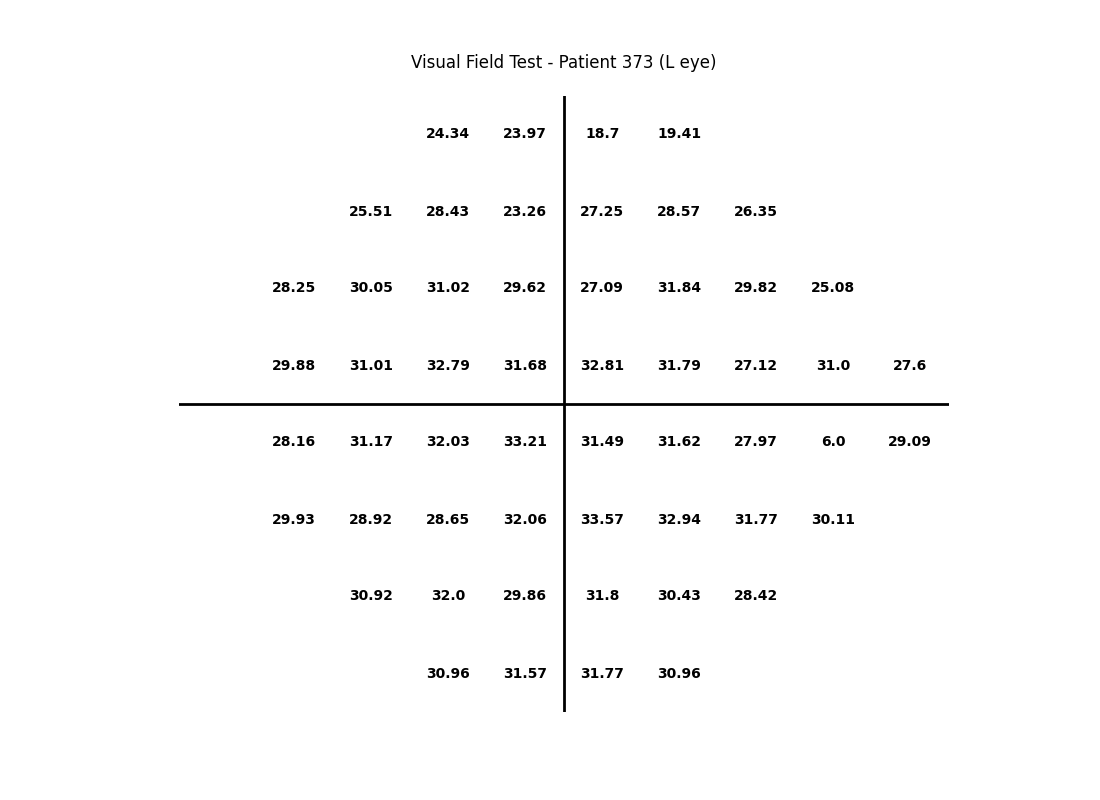 Visual Field Test - Patient 373 (L eye)
24.34 23.97 18.7 19.41
25.51 28.43 23.26 27.25 28.57 26.35
28.25 30.05 31.02 29.62 27.09 31.84 29.82 25.08
29.88 31.01 32.79 31.68 32.81 31.79 27.12 31.0 27.6
28.16 31.17 32.03 33.21 31.49 31.62 27.97 6.0 29.09
29.93 28.92 28.65 32.06 33.57 32.94 31.77 30.11
30.92 32.0 29.86 31.8 30.43 28.42
30.96 31.57 31.77 30.96